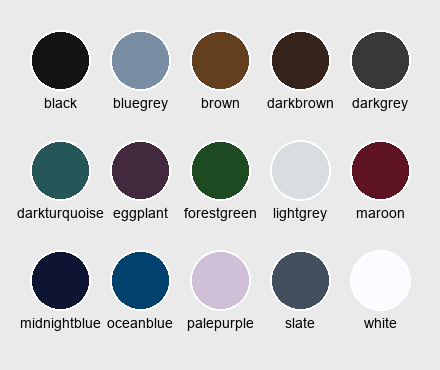 black bluegrey brown darkbrown darkgrey
darkturquoise eggplant forestgreen lightgrey maroon
midnightblue oceanblue palepurple slate white